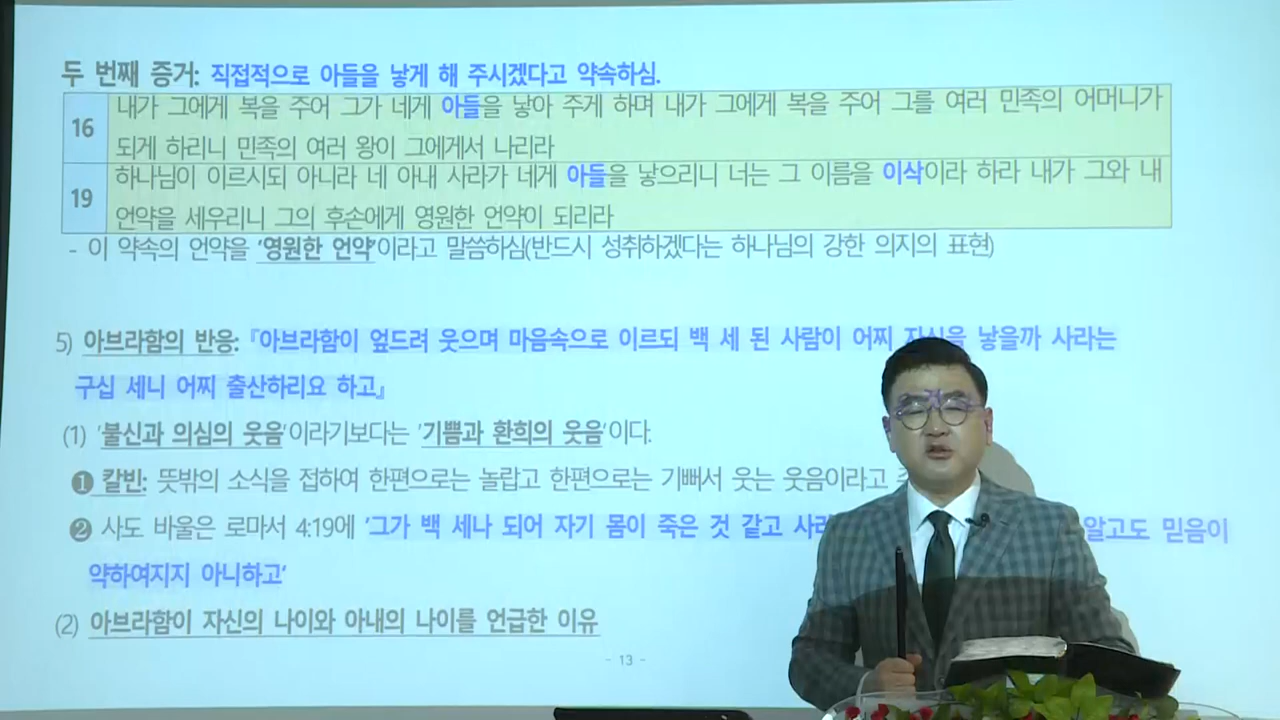 두 번째 증거: 직접적으로 아들을 낳게 해 주시겠다고 약속하심.
16 내가 그에게 복을 주어 그가 네게 아들을 낳아 주게 하며 내가 그에게 복을 주어 그를 여러 민족의 어머니가
되게 하리니 민족의 여러 왕이 그에게서 나리라
19 하나님이 이르시되 아니라 네 아내 사라가 네게 아들을 낳으리니 너는 그 이름을 이삭이라 하라 내가 그와 내
언약을 세우리니 그의 후손에게 영원한 언약이 되리라
- 이 약속의 언약을 '영원한 언약'이라고 말씀하심(반드시 성취하겠다는 하나님의 강한 의지의 표현)
5) 아브라함의 반응: 『아브라함이 엎드려 웃으며 마음속으로 이르되 백 세 된 사람이 어찌 자식을 낳을까 사라는
구십 세니 어찌 출산하리요 하고』
(1) '불신과 의심의 웃음'이라기보다는 '기쁨과 환희의 웃음'이다.
❶ 칼빈: 뜻밖의 소식을 접하여 한편으로는 놀랍고 한편으로는 기뻐서 웃는 웃음이라고
❷ 사도 바울은 로마서 4:19에 '그가 백 세나 되어 자기 몸이 죽은 것 같고 알고도 믿음이
약하여지지 아니하고'
(2) 아브라함이 자신의 나이와 아내의 나이를 언급한 이유
- 13 -